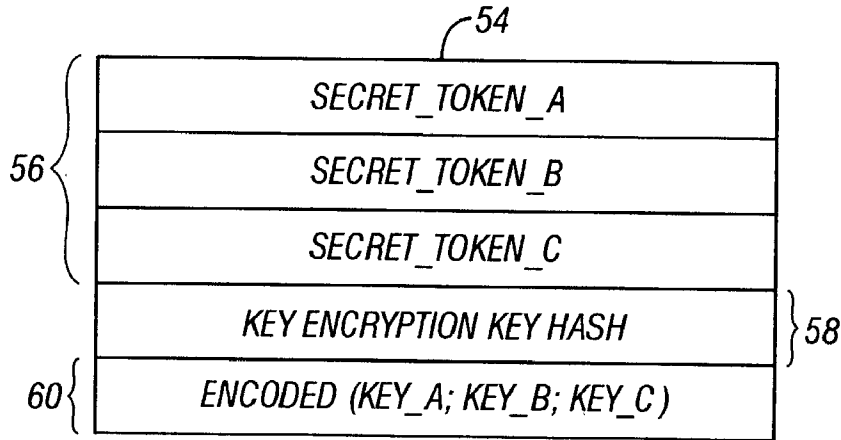 54
SECRET_TOKEN_A
56
SECRET_TOKEN_B
SECRET_TOKEN_C
KEY ENCRYPTION KEY HASH
58
60
ENCODED (KEY_A; KEY_B; KEY_C)